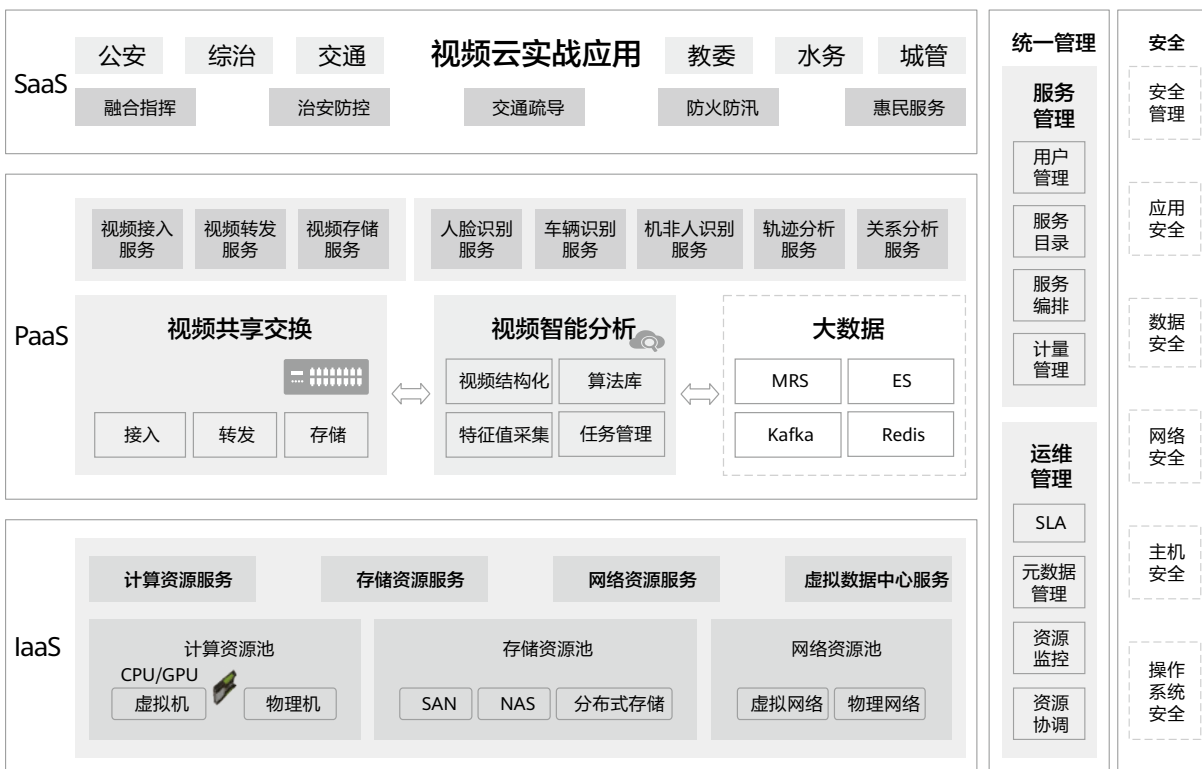 SaaS
公安
综治
交通
视频云实战应用
教委
水务
城管
融合指挥
治安防控
交通疏导
防火防汛
惠民服务
PaaS
视频接入
服务
视频转发
服务
视频存储
服务
人脸识别
服务
车辆识别
服务
机非人识别
服务
轨迹分析
服务
关系分析
服务
视频共享交换
接入
转发
存储
视频智能分析
视频结构化
算法库
特征值采集
任务管理
大数据
MRS
ES
Kafka
Redis
IaaS
计算资源服务
存储资源服务
网络资源服务
虚拟数据中心服务
计算资源池
CPU/GPU
虚拟机
物理机
存储资源池
SAN
NAS
分布式存储
网络资源池
虚拟网络
物理网络
统一管理
服务
管理
用户
管理
服务
目录
服务
编排
计量
管理
运维
管理
SLA
元数据
管理
资源
监控
资源
协调
安全
安全
管理
应用
安全
数据
安全
网络
安全
主机
安全
操作
系统
安全